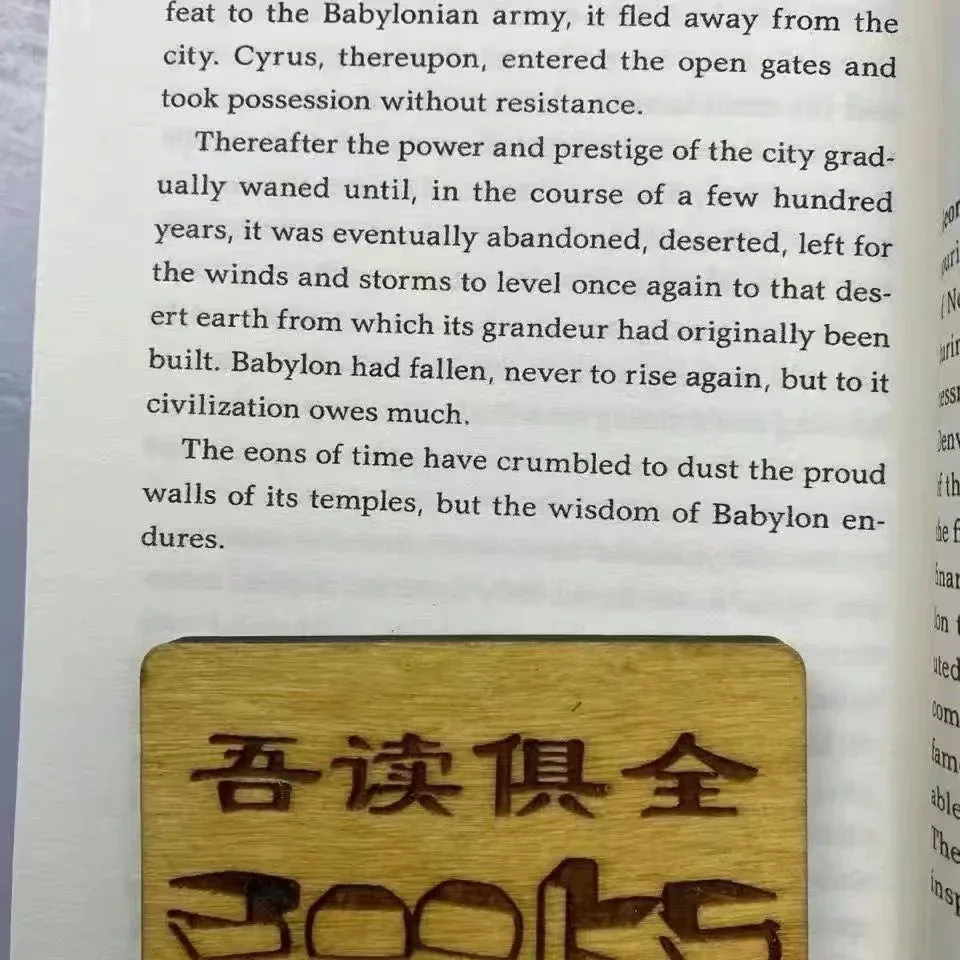 feat to the Babylonian army, it fled away from the
city. Cyrus, thereupon, entered the open gates and
took possession without resistance.
Thereafter the power and prestige of the city grad-
ually waned until, in the course of a few hundred
years, it was eventually abandoned, deserted, left for
the winds and storms to level once again to that des-
ert earth from which its grandeur had originally been
built. Babylon had fallen, never to rise again, but to it
civilization owes much.
The eons of time have crumbled to dust the proud
walls of its temples, but the wisdom of Babylon en-
dures.
吾读俱全